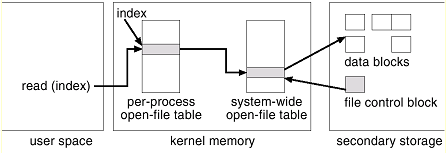 index
read (index)
per-process
open-file table
system-wide
open-file table
data blocks
file control block
user space
kernel memory
secondary storage